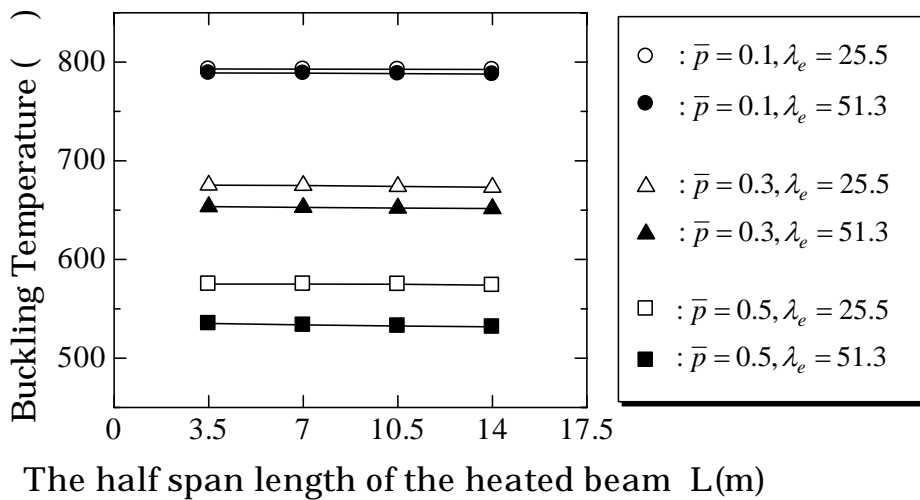 Buckling Temperature ( )
800
700
600
500
0 3.5 7 10.5 14 17.5
The half span length of the heated beam L(m)
: p̅ = 0.1, λₑ = 25.5
: p̅ = 0.1, λₑ = 51.3
: p̅ = 0.3, λₑ = 25.5
: p̅ = 0.3, λₑ = 51.3
: p̅ = 0.5, λₑ = 25.5
: p̅ = 0.5, λₑ = 51.3